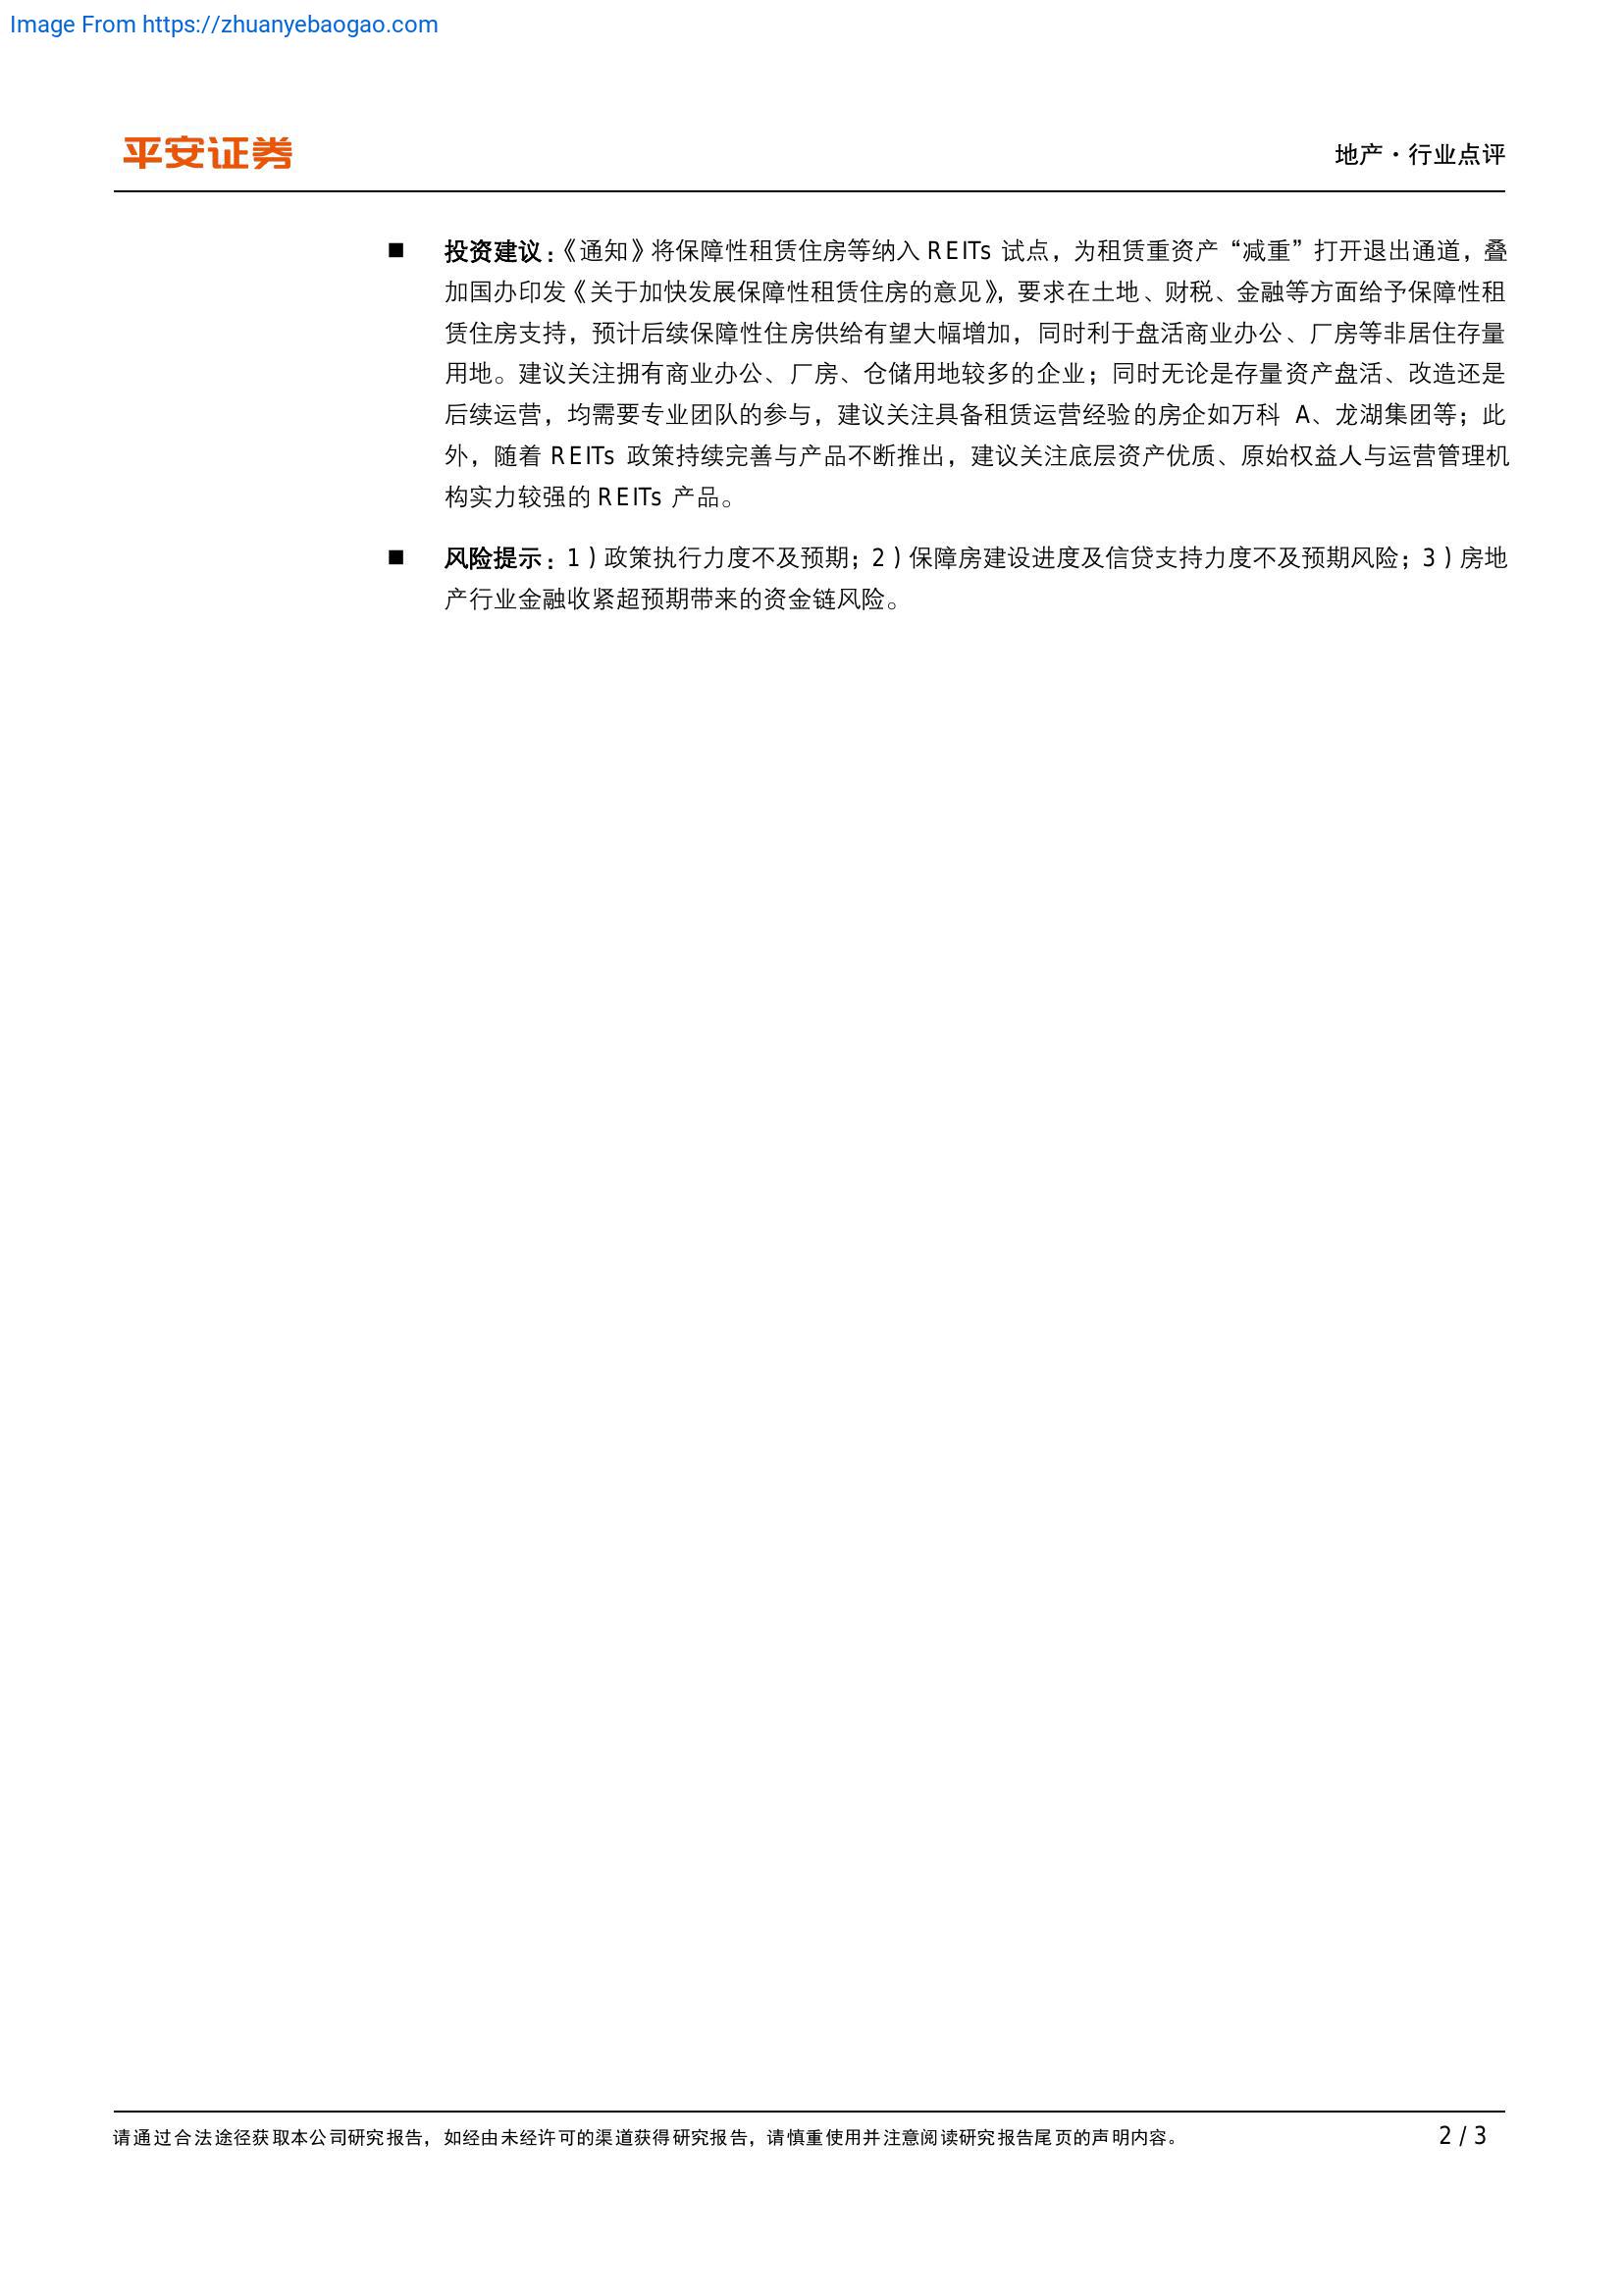 Image From https://zhuanyebaogao.com
平安证券
地产·行业点评
■ 投资建议：《通知》将保障性租赁住房等纳入 REITs 试点，为租赁重资产“减重”打开退出通道，叠
加国办印发《关于加快发展保障性租赁住房的意见》，要求在土地、财税、金融等方面给予保障性租
赁住房支持，预计后续保障性住房供给有望大幅增加，同时利于盘活商业办公、厂房等非居住存量
用地。建议关注拥有商业办公、厂房、仓储用地较多的企业；同时无论是存量资产盘活、改造还是
后续运营，均需要专业团队的参与，建议关注具备租赁运营经验的房企如万科 A、龙湖集团等；此
外，随着 REITs 政策持续完善与产品不断推出，建议关注底层资产优质、原始权益人与运营管理机
构实力较强的 REITs 产品。
■ 风险提示：1）政策执行力度不及预期；2）保障房建设进度及信贷支持力度不及预期风险；3）房地
产行业金融收紧超预期带来的资金链风险。
请通过合法途径获取本公司研究报告，如经由未经许可的渠道获得研究报告，请慎重使用并注意阅读研究报告尾页的声明内容。
2 / 3